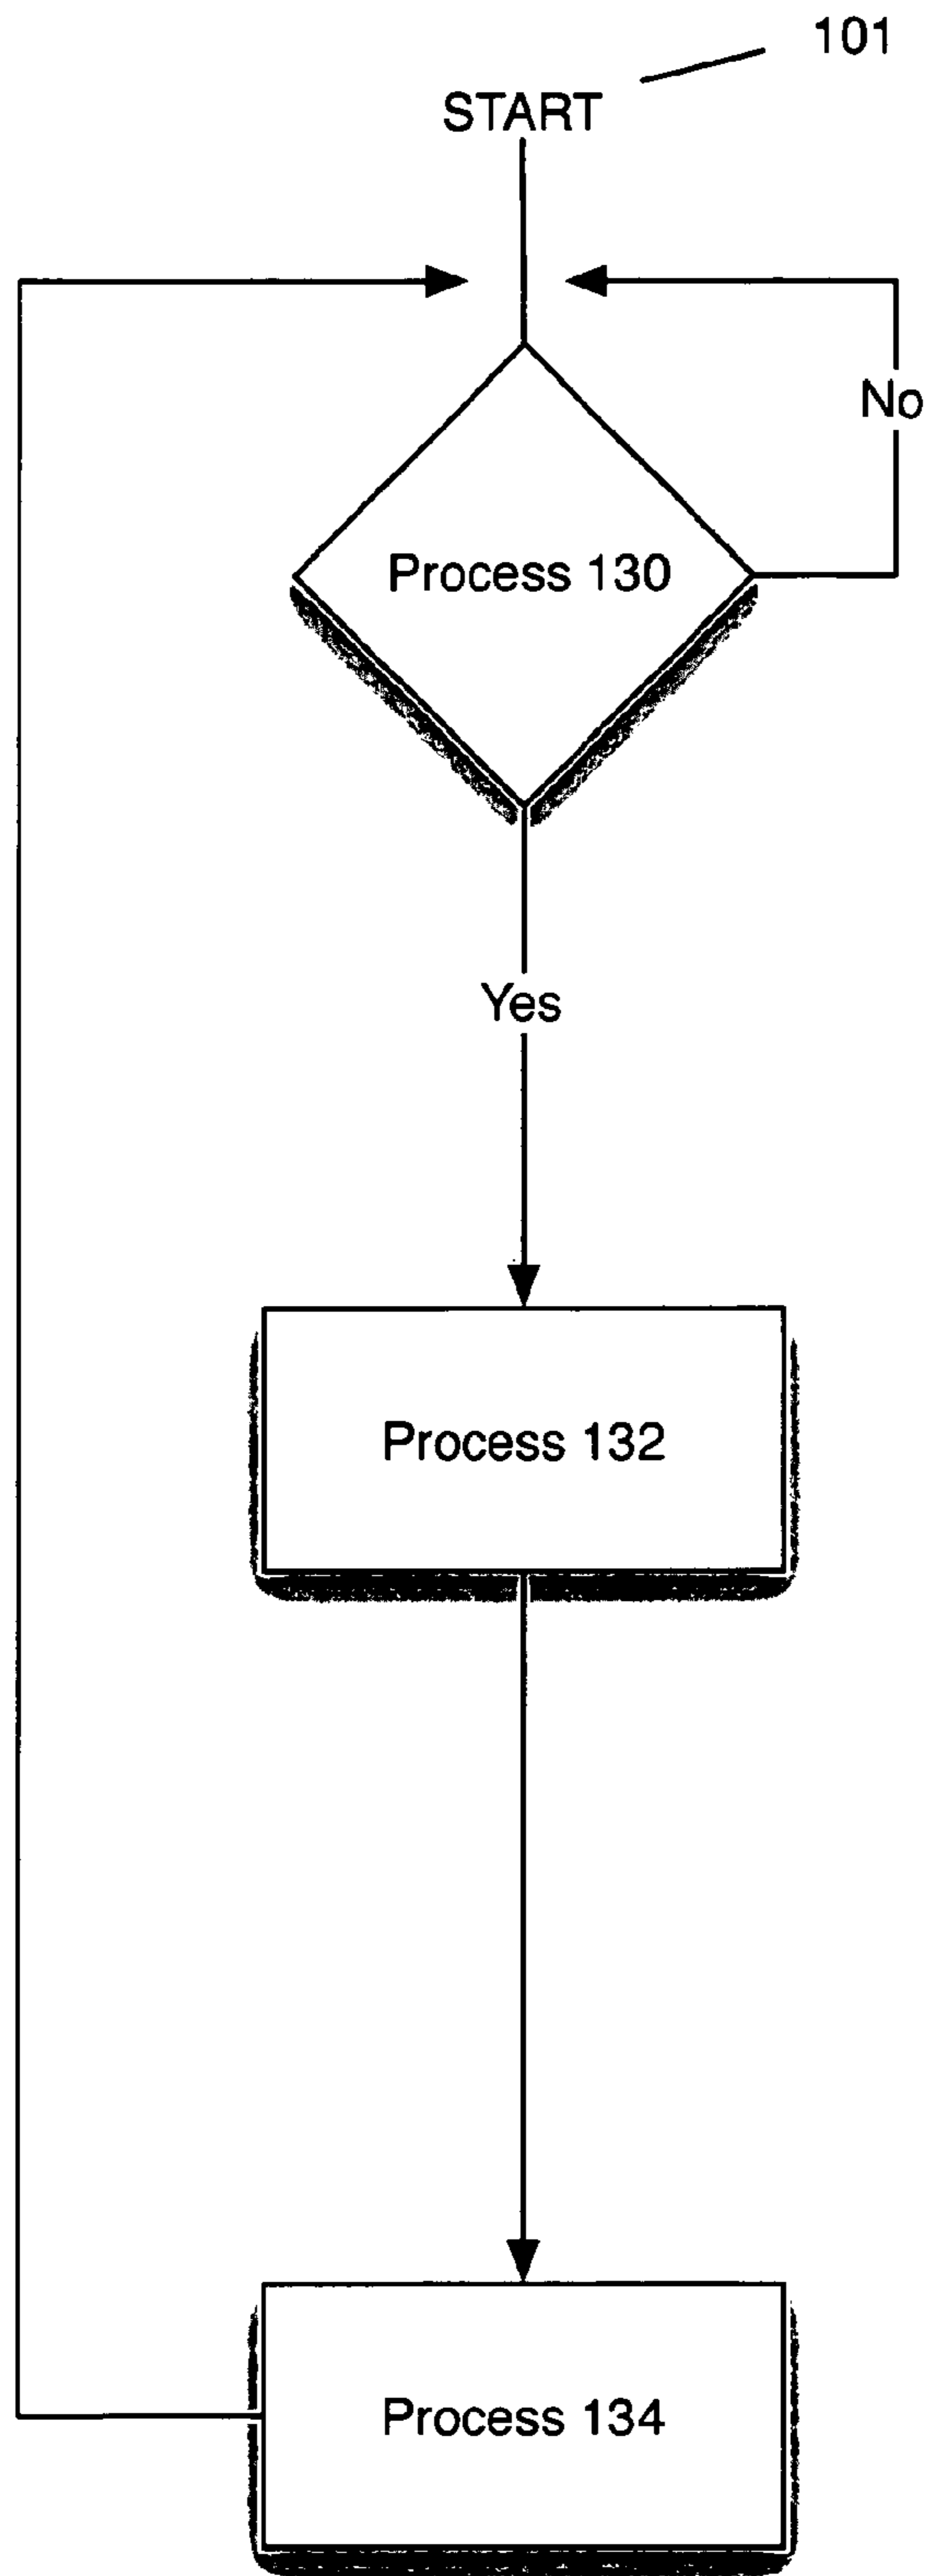 101
START
No
Process 130
Yes
Process 132
Process 134